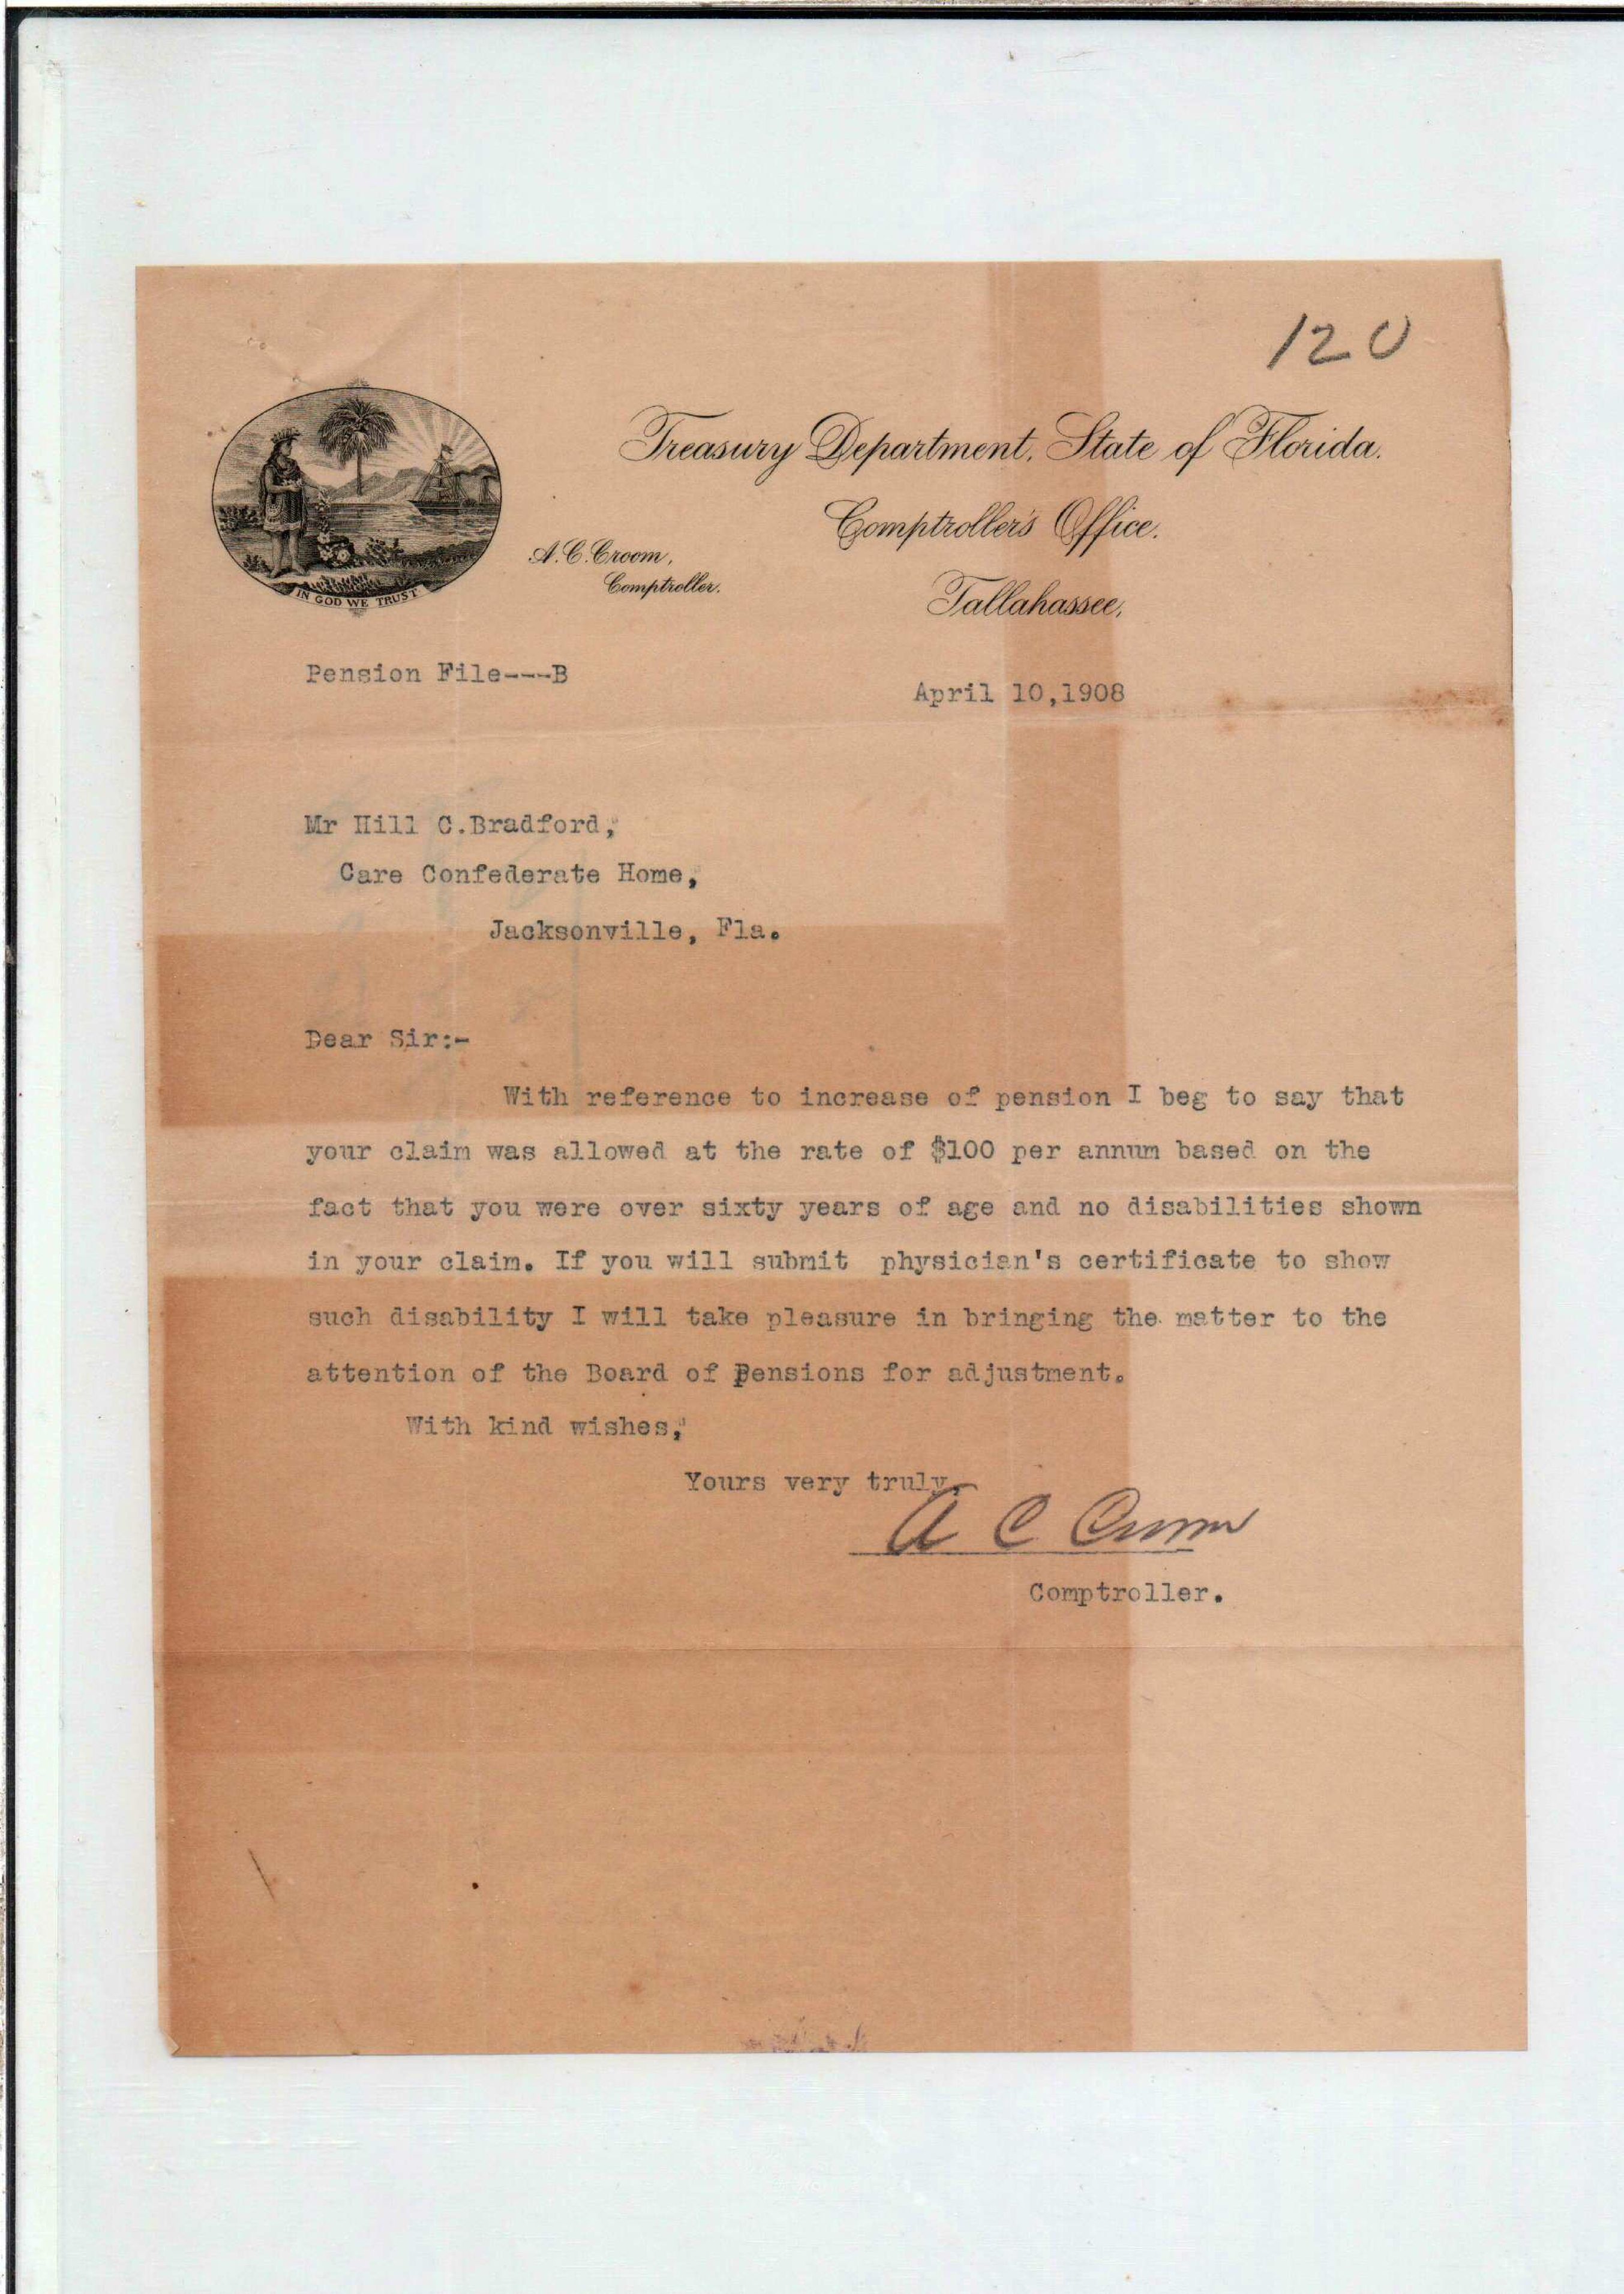 120
Treasury Department, State of Florida.
Comptroller's Office.
A. C. Croom,
Comptroller.
Tallahassee,
IN GOD WE TRUST
Pension File---B
April 10,1908
Mr Hill C.Bradford,
Care Confederate Home,
Jacksonville, Fla.
Dear Sir:-
With reference to increase of pension I beg to say that
your claim was allowed at the rate of $100 per annum based on the
fact that you were over sixty years of age and no disabilities shown
in your claim. If you will submit physician's certificate to show
such disability I will take pleasure in bringing the matter to the
attention of the Board of Pensions for adjustment.
With kind wishes,
Yours very truly,
A C Croom
Comptroller.